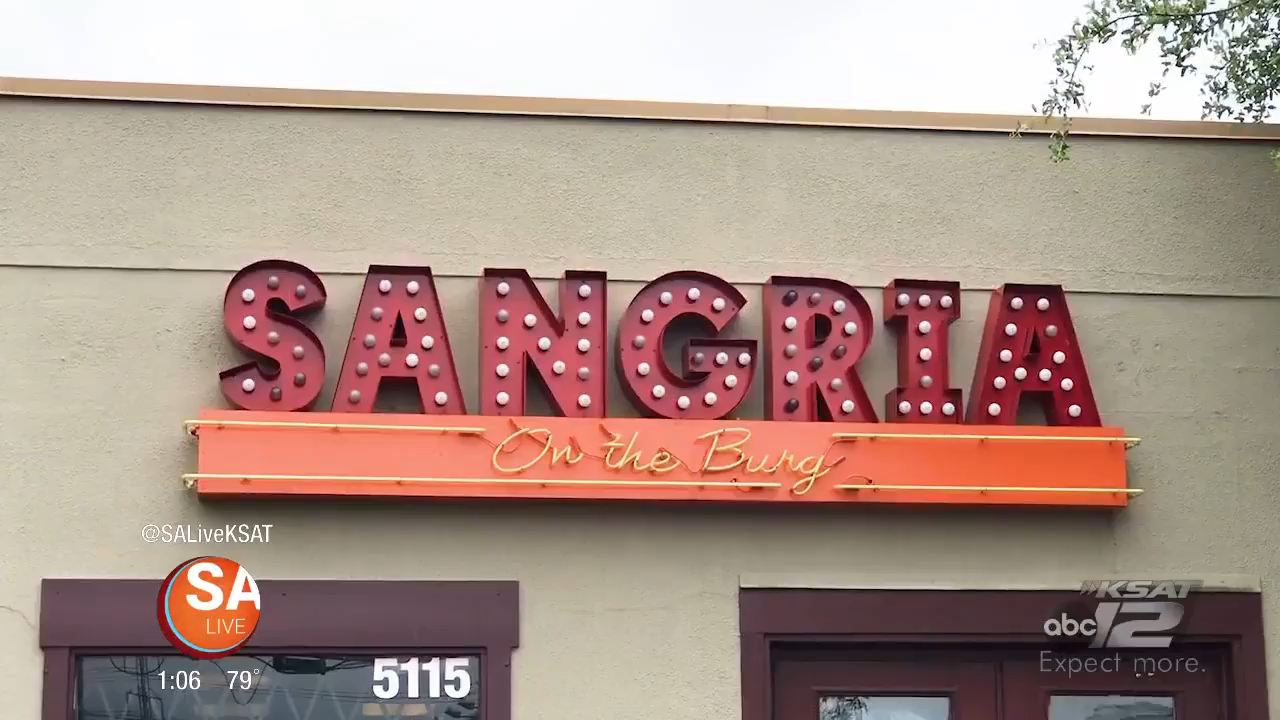 SANGRIA
On the Burg
@SALiveKSAT
SA
LIVE
1:06 79°
5115
KSAT
abc 12
Expect more.